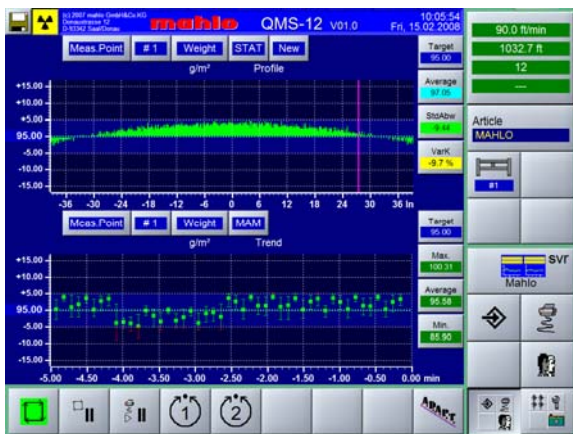 (c) 2007 mahlo GmbH&Co.KG
Donaustrasse 12
D-93342 Saal/Donau
mahlo
QMS-12 V01.0
10:05:54
Fri, 15.02.2008
90.0 ft/min
1032.7 ft
12
---
Meas.Point #1 Weight STAT New
g/m² Profile
Target
95.00
Average
97.05
StdAbw
-9.44
VarK
-9.7 %
+15.00
+10.00
+5.00
95.00
-5.00
-10.00
-15.00
-36 -30 -24 -18 -12 -6 0 6 12 18 24 30 36 In
Article
MAHLO
#1
Meas.Point #1 Weight MAM
g/m² Trend
Target
95.00
Max.
100.31
Average
95.58
Min.
85.90
+15.00
+10.00
+5.00
95.00
-5.00
-10.00
-15.00
-5.00 -4.50 -4.00 -3.50 -3.00 -2.50 -2.00 -1.50 -1.00 -0.50 0.00 min
svr
Mahlo
1
2
ADAPT